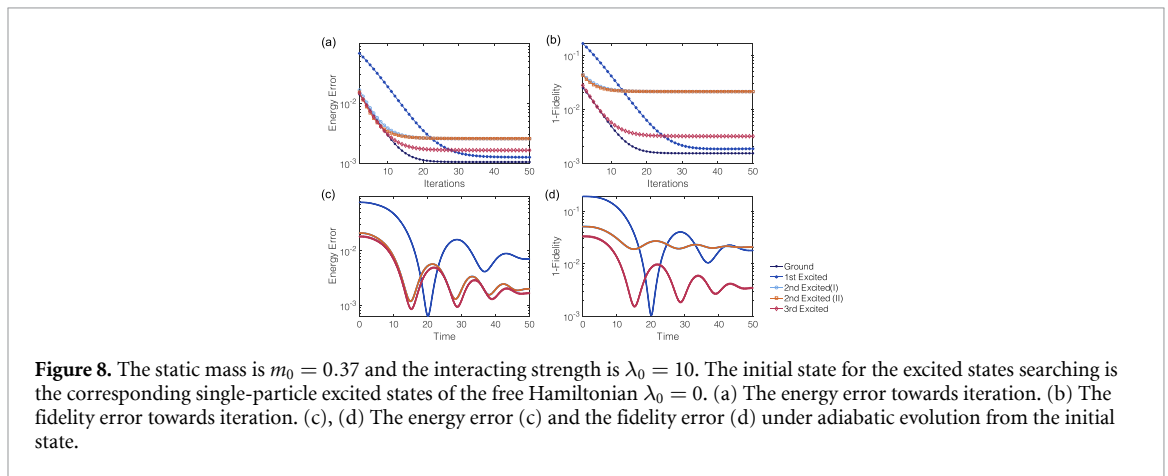 (a)
Energy Error
10⁻²
10⁻³
0 10 20 30 40 50
Iterations
(b)
1-Fidelity
10⁻¹
10⁻²
10⁻³
0 10 20 30 40 50
Iterations
(c)
Energy Error
10⁻²
10⁻³
0 10 20 30 40 50
Time
(d)
1-Fidelity
10⁻¹
10⁻²
10⁻³
0 10 20 30 40 50
Time
Ground
1st Excited
2nd Excited(I)
2nd Excited (II)
3rd Excited
Figure 8. The static mass is m₀ = 0.37 and the interacting strength is λ₀ = 10. The initial state for the excited states searching is
the corresponding single-particle excited states of the free Hamiltonian λ₀ = 0. (a) The energy error towards iteration. (b) The
fidelity error towards iteration. (c), (d) The energy error (c) and the fidelity error (d) under adiabatic evolution from the initial
state.